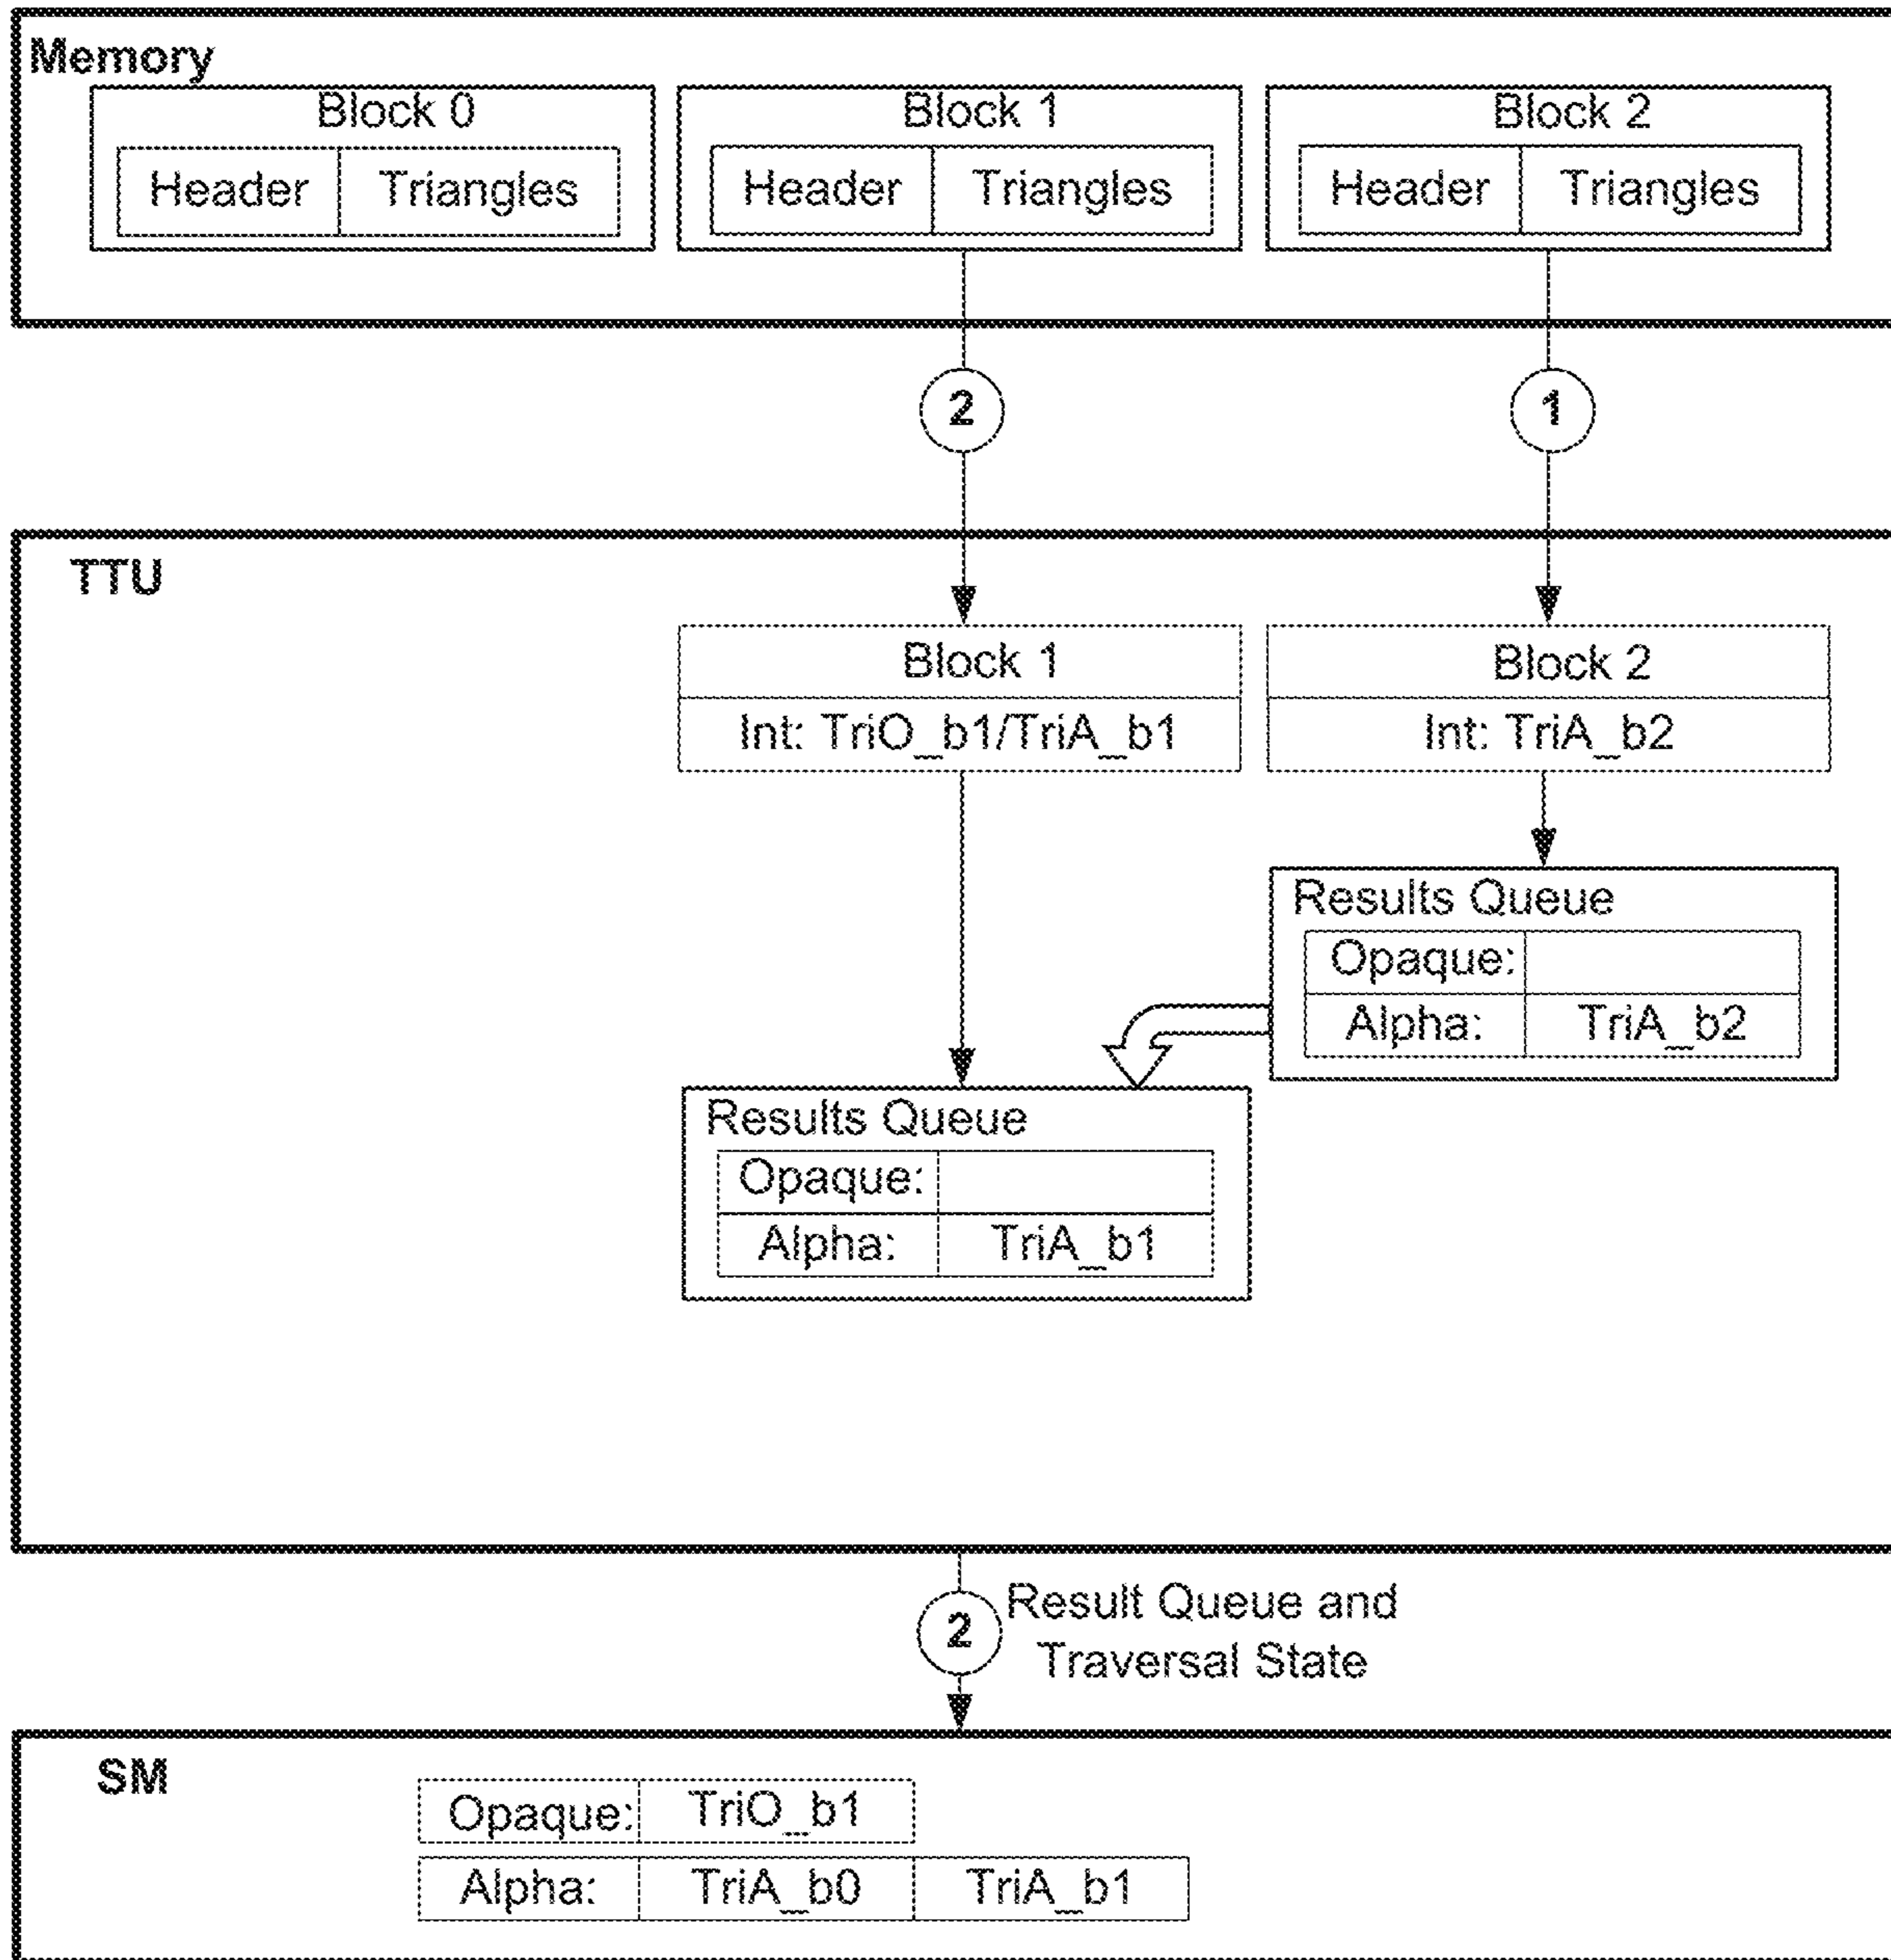 Memory
Block 0
Block 1
Block 2
Header Triangles
Header Triangles
Header Triangles
2
1
TTU
Block 1
Block 2
Int: TriO_b1/TriA_b1
Int: TriA_b2
Results Queue
Opaque:
Alpha: TriA_b2
Results Queue
Opaque:
Alpha: TriA_b1
2
Result Queue and
Traversal State
SM
Opaque: TriO_b1
Alpha: TriA_b0 TriA_b1